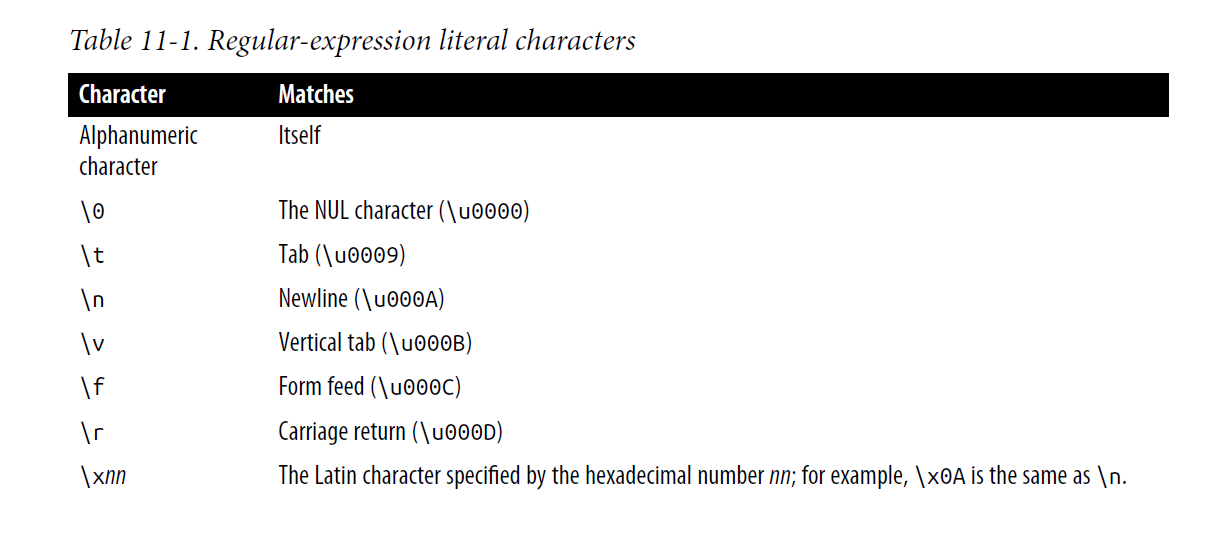 Table 11-1. Regular-expression literal characters
Character Matches
Alphanumeric Itself
character
\0 The NUL character (\u0000)
\t Tab (\u0009)
\n Newline (\u000A)
\v Vertical tab (\u000B)
\f Form feed (\u000C)
\r Carriage return (\u000D)
\xnn The Latin character specified by the hexadecimal number nn; for example, \x0A is the same as \n.